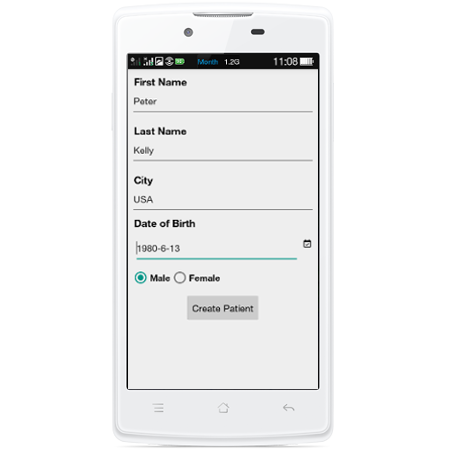 Month 1.2G 11:08
First Name
Peter
Last Name
Kelly
City
USA
Date of Birth
1980-6-13
Male Female
Create Patient